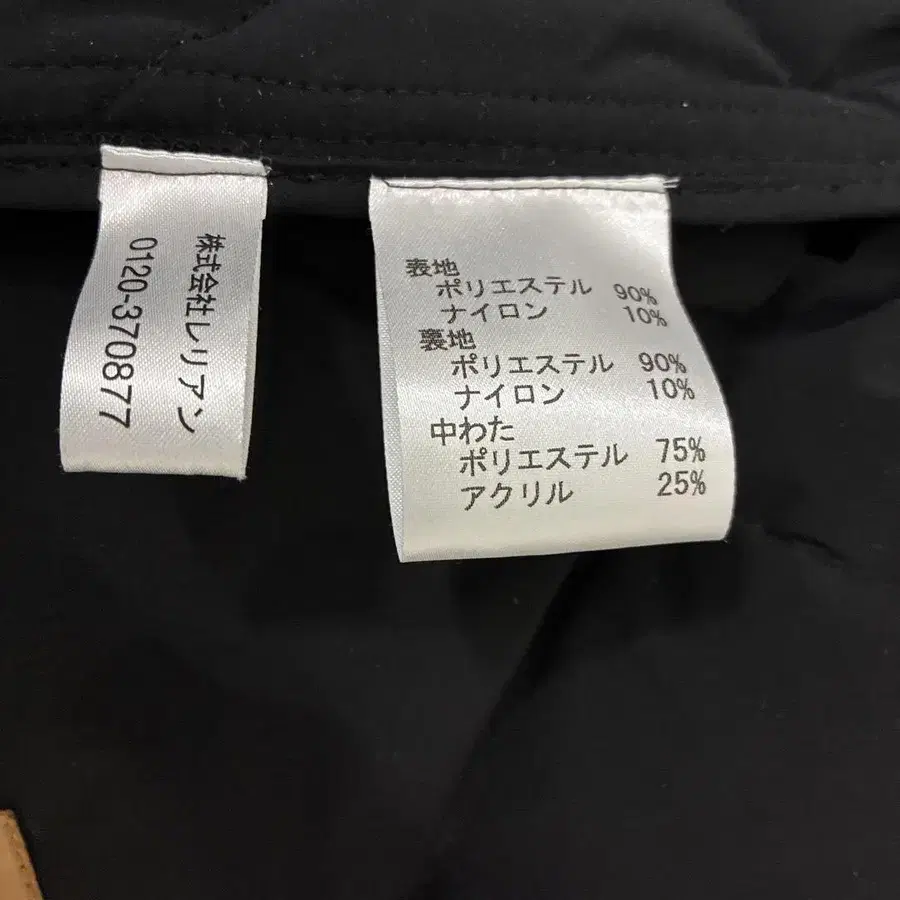 株式会社レリアン
0120-370877
表地
ポリエステル 90%
ナイロン 10%
裏地
ポリエステル 90%
ナイロン 10%
中わた
ポリエステル 75%
アクリル 25%